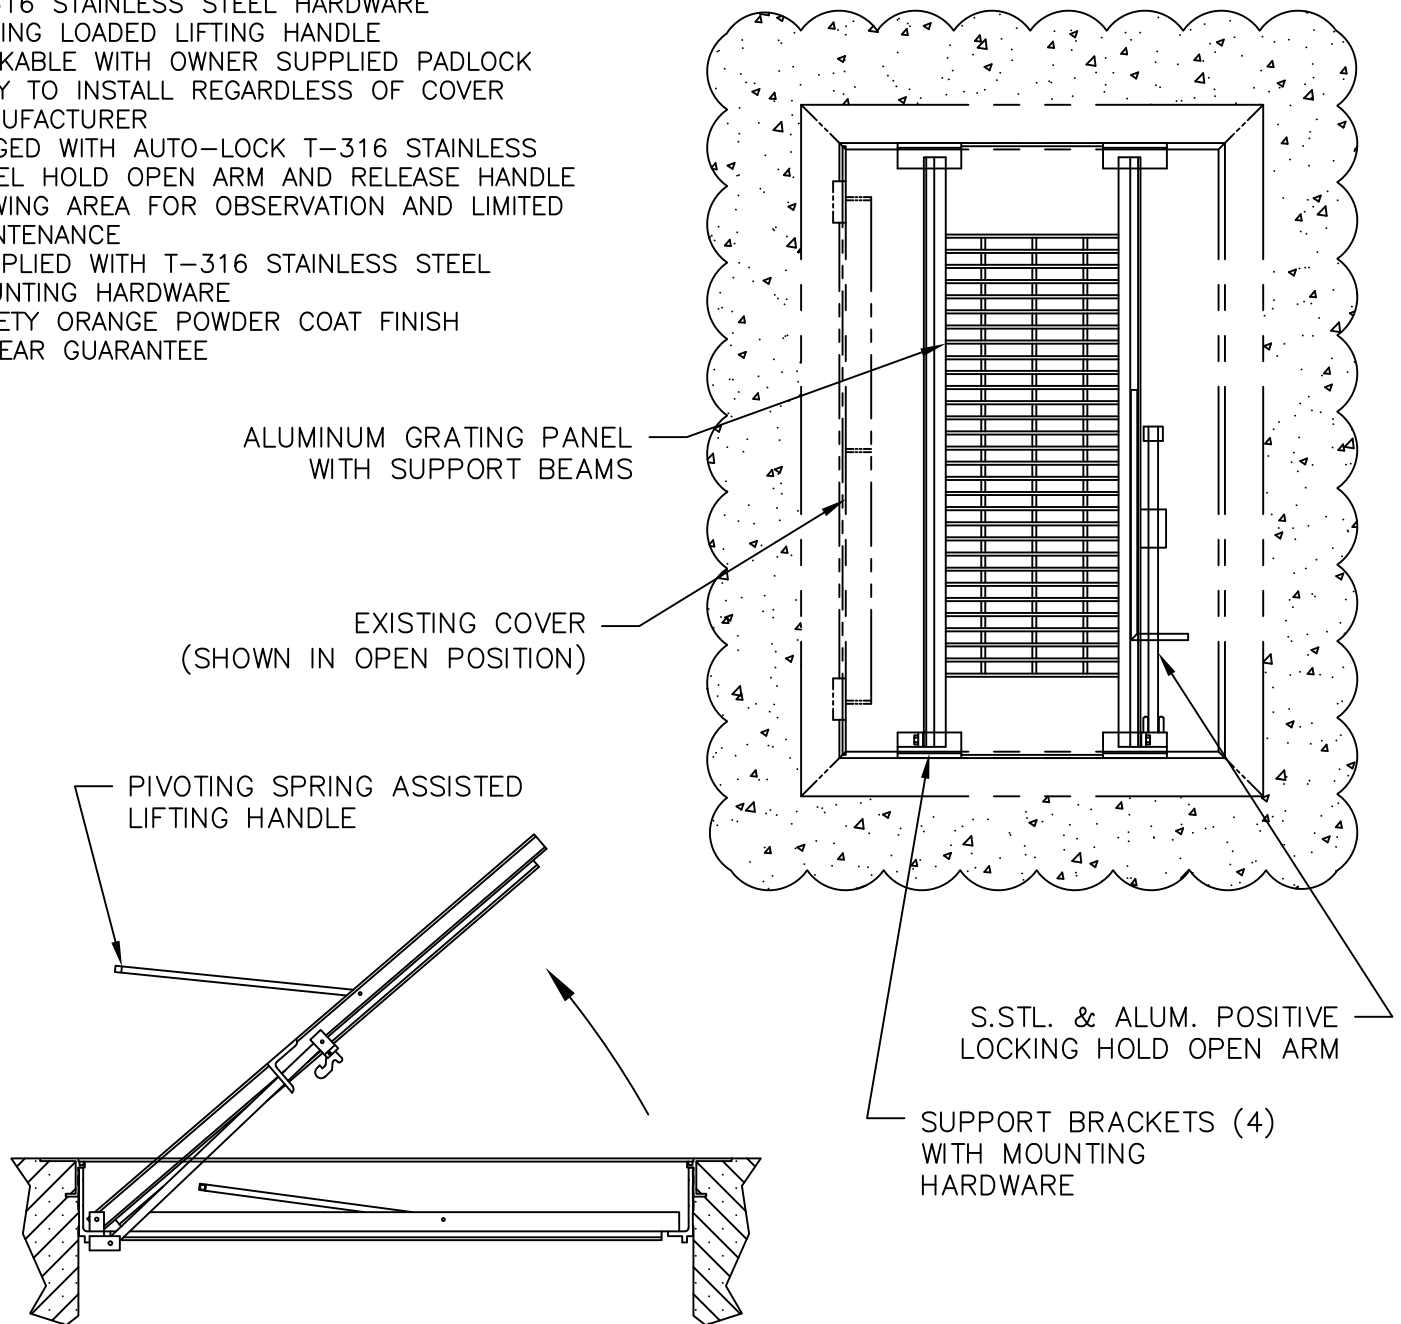 316 STAINLESS STEEL HARDWARE
ING LOADED LIFTING HANDLE
KABLE WITH OWNER SUPPLIED PADLOCK
Y TO INSTALL REGARDLESS OF COVER
UFACTURER
GED WITH AUTO-LOCK T-316 STAINLESS
EL HOLD OPEN ARM AND RELEASE HANDLE
WING AREA FOR OBSERVATION AND LIMITED
NTENANCE
PLIED WITH T-316 STAINLESS STEEL
UNTING HARDWARE
ETY ORANGE POWDER COAT FINISH
EAR GUARANTEE
ALUMINUM GRATING PANEL
WITH SUPPORT BEAMS
EXISTING COVER
(SHOWN IN OPEN POSITION)
PIVOTING SPRING ASSISTED
LIFTING HANDLE
S.STL. & ALUM. POSITIVE
LOCKING HOLD OPEN ARM
SUPPORT BRACKETS (4)
WITH MOUNTING
HARDWARE